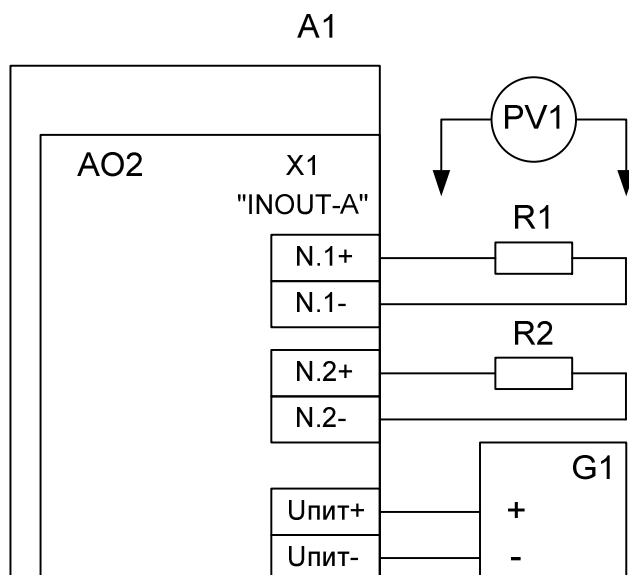 A1
PV1
AO2
X1
"INOUT-A"
R1
N.1+
N.1-
R2
N.2+
N.2-
G1
Uпит+
+
Uпит-
-